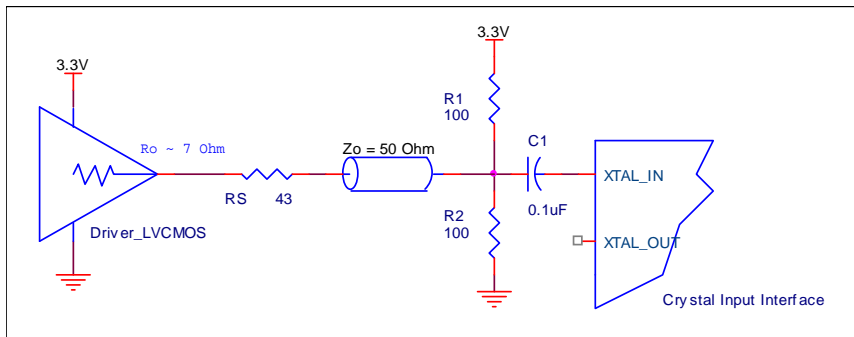 3.3V
3.3V
R1
100
Ro ~ 7 Ohm
Zo = 50 Ohm
C1
XTAL_IN
RS
43
0.1uF
R2
100
Driver_LVCMOS
XTAL_OUT
Crystal Input Interface